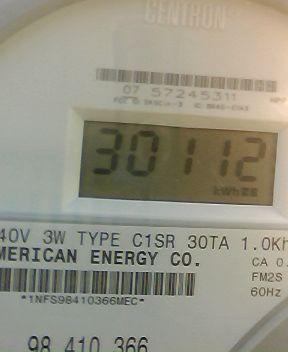 CENTRON
07 57245311
30112
kWh
40V 3W TYPE C1SR 30TA 1.0Kh
MERICAN ENERGY CO.
CA 0.
FM2S
*1NFS98410366MEC*
60Hz
98 410 366